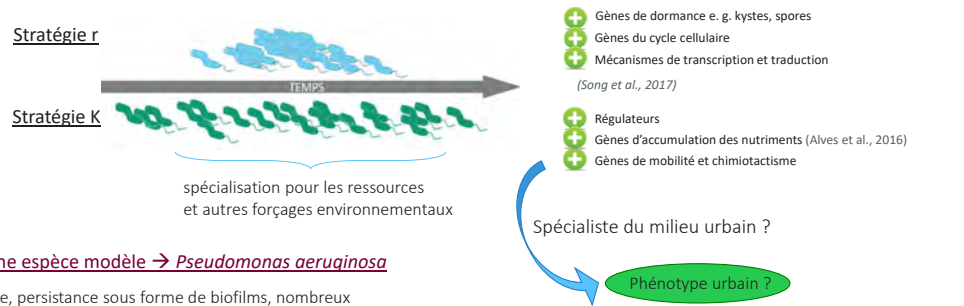 Stratégie r
TEMPS
Stratégie K
spécialisation pour les ressources
et autres forçages environnementaux
Gènes de dormance e. g. kystes, spores
Gènes du cycle cellulaire
Mécanismes de transcription et traduction
(Song et al., 2017)
Régulateurs
Gènes d'accumulation des nutriments (Alves et al., 2016)
Gènes de mobilité et chimiotactisme
Spécialiste du milieu urbain ?
Phénotype urbain ?
ne espèce modèle → Pseudomonas aeruginosa
e, persistance sous forme de biofilms, nombreux